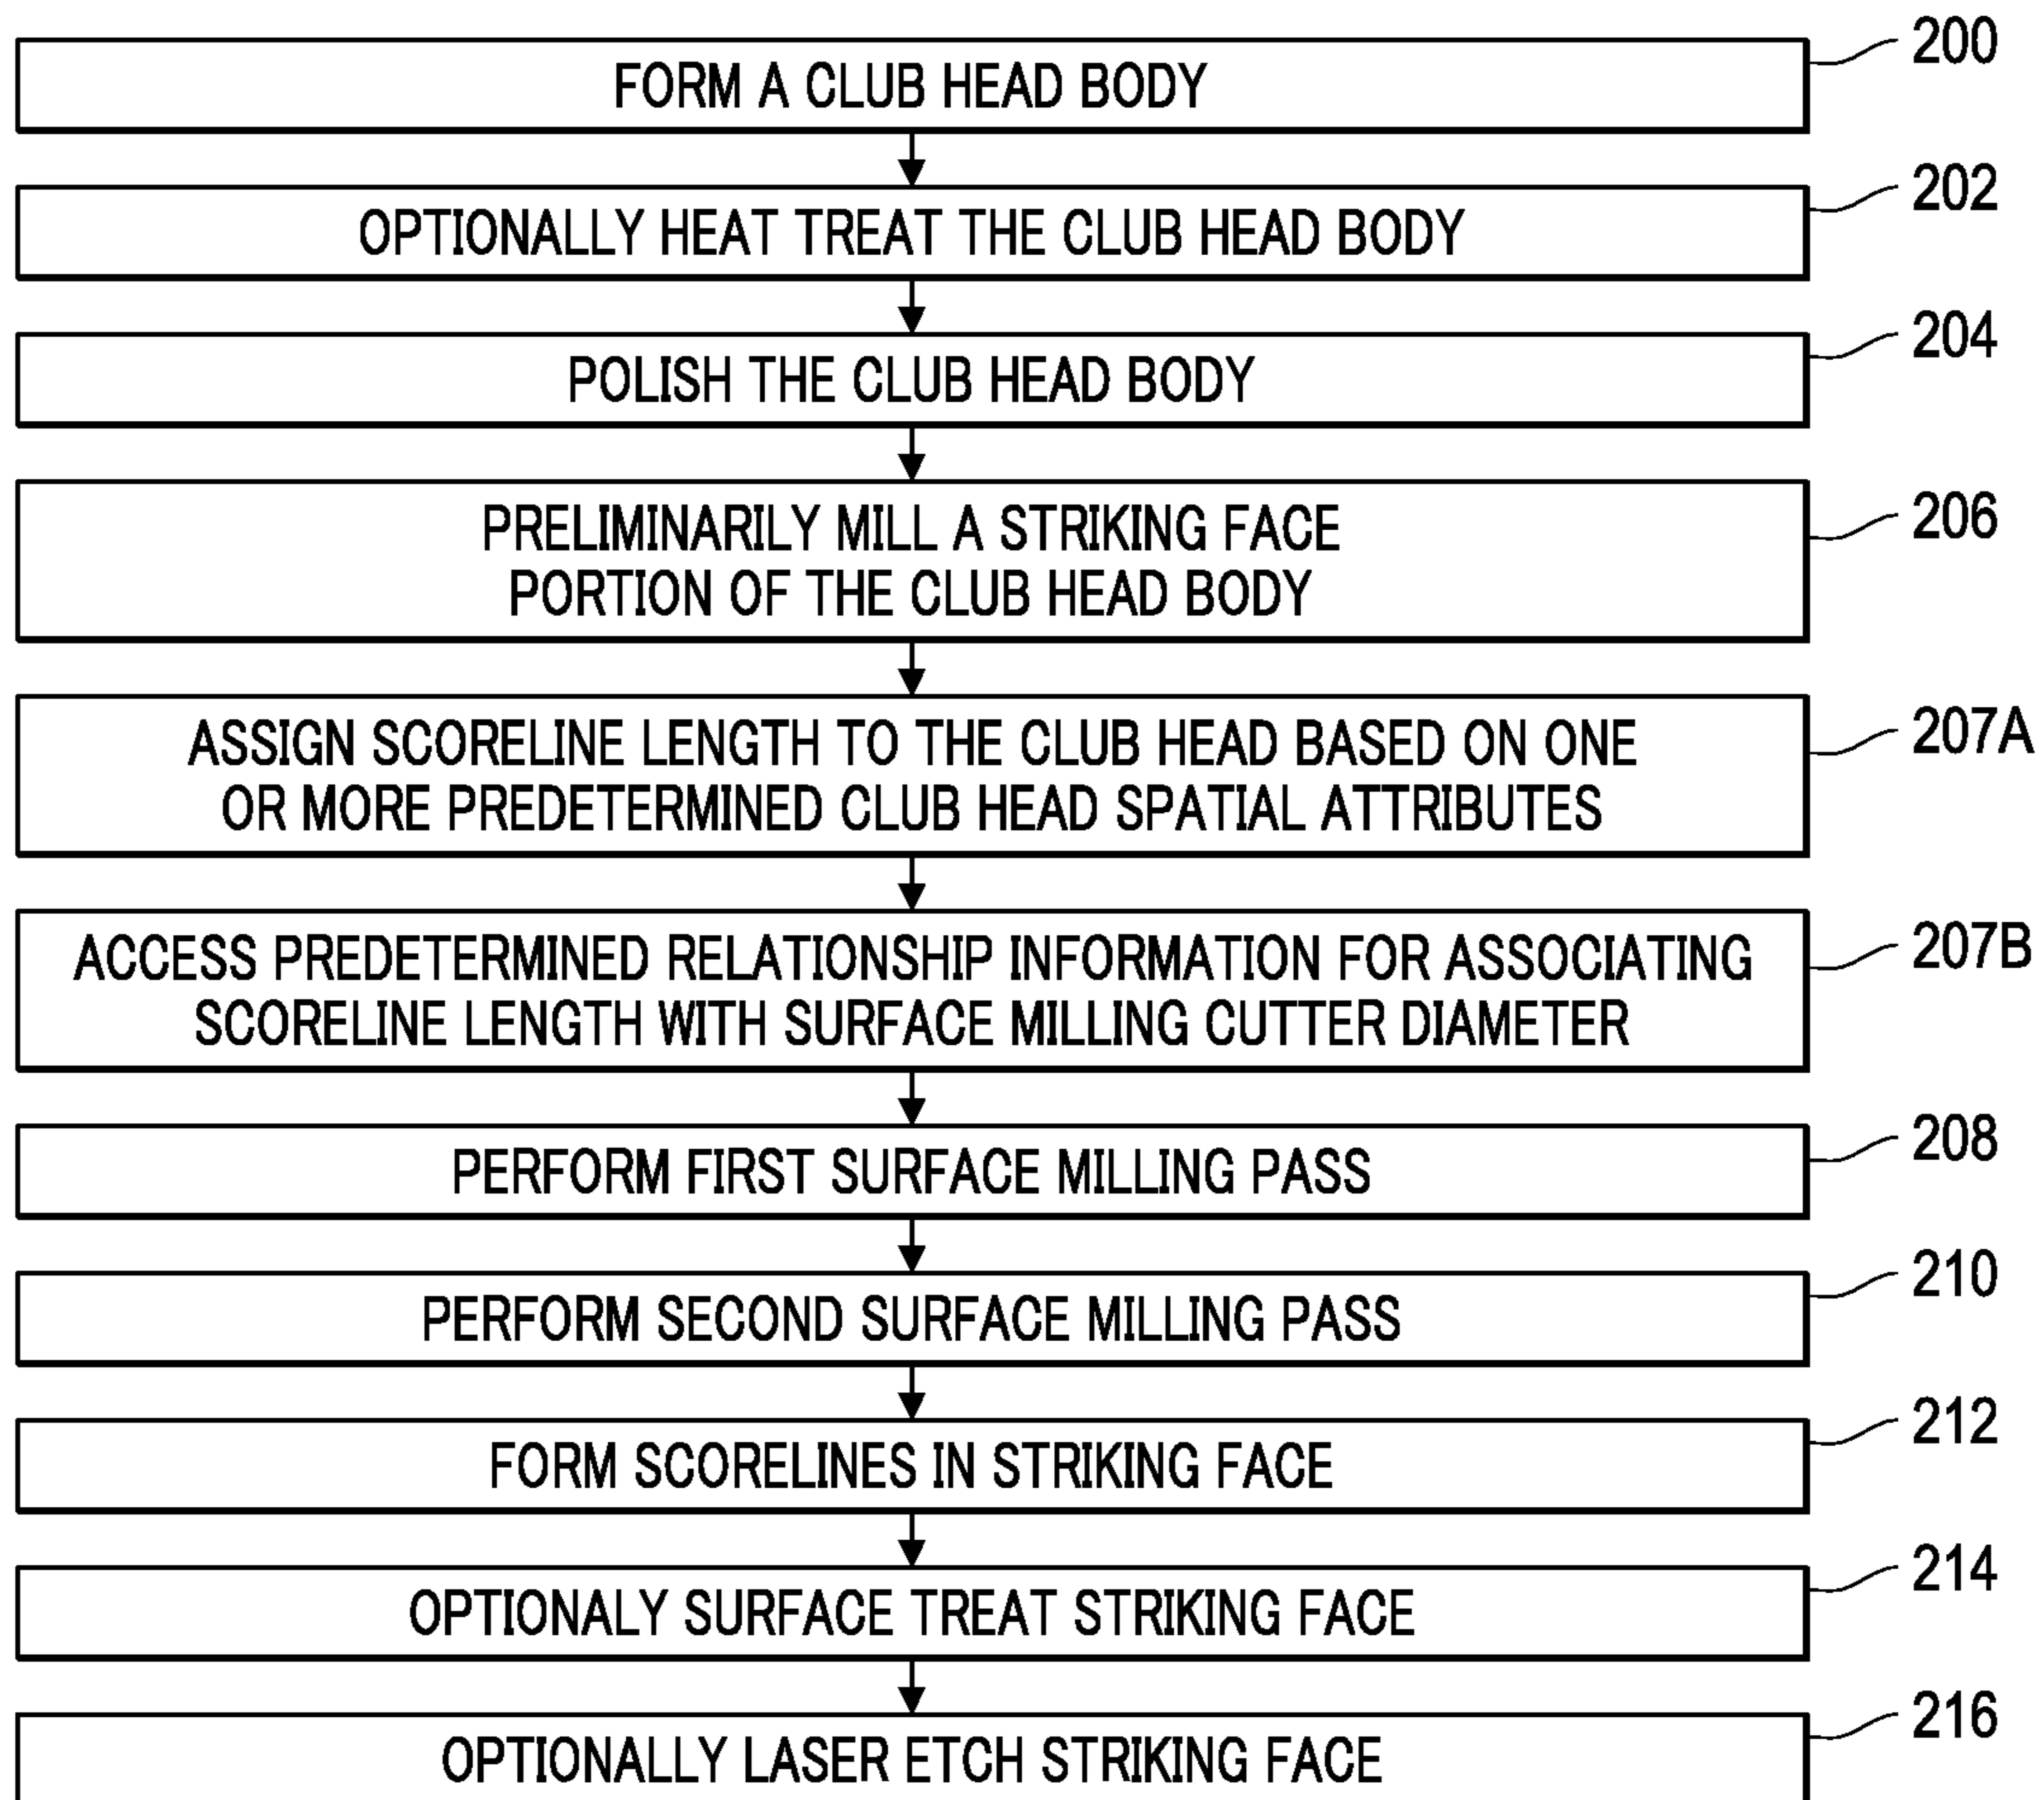 FORM A CLUB HEAD BODY
200
OPTIONALLY HEAT TREAT THE CLUB HEAD BODY
202
POLISH THE CLUB HEAD BODY
204
PRELIMINARILY MILL A STRIKING FACE
PORTION OF THE CLUB HEAD BODY
206
ASSIGN SCORELINE LENGTH TO THE CLUB HEAD BASED ON ONE
OR MORE PREDETERMINED CLUB HEAD SPATIAL ATTRIBUTES
207A
ACCESS PREDETERMINED RELATIONSHIP INFORMATION FOR ASSOCIATING
SCORELINE LENGTH WITH SURFACE MILLING CUTTER DIAMETER
207B
PERFORM FIRST SURFACE MILLING PASS
208
PERFORM SECOND SURFACE MILLING PASS
210
FORM SCORELINES IN STRIKING FACE
212
OPTIONALY SURFACE TREAT STRIKING FACE
214
OPTIONALLY LASER ETCH STRIKING FACE
216